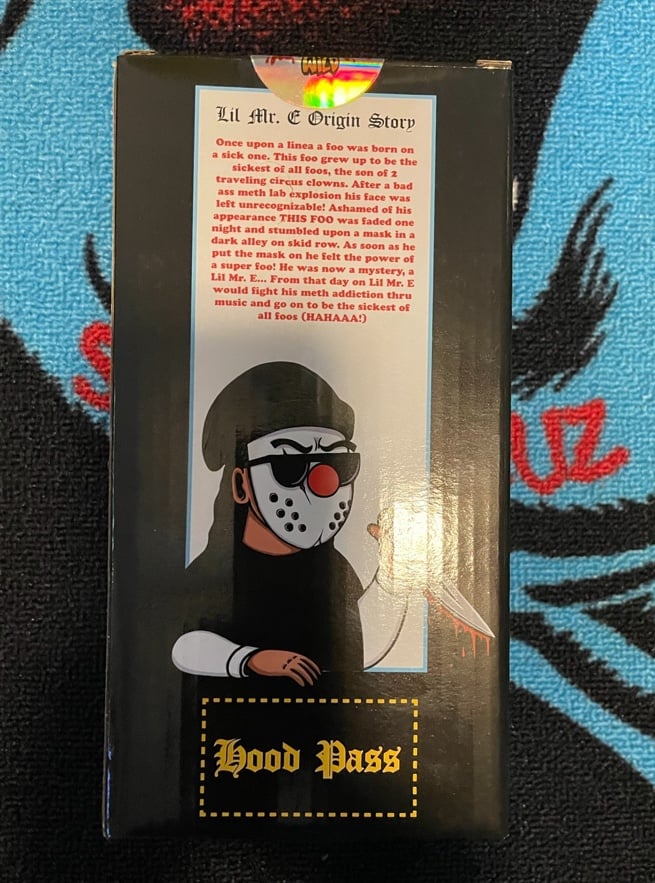 WILD
Lil Mr. E Origin Story
Once upon a linea a foo was born on
a sick one. This foo grew up to be the
sickest of all foos, the son of 2
traveling circus clowns. After a bad
ass meth lab explosion his face was
left unrecognizable! Ashamed of his
appearance THIS FOO was faded one
night and stumbled upon a mask in a
dark alley on skid row. As soon as he
put the mask on he felt the power of
a super foo! He was now a mystery, a
Lil Mr. E... From that day on Lil Mr. E
would fight his meth addiction thru
music and go on to be the sickest of
all foos (HAHAAA!)
UZ
Hood Pass